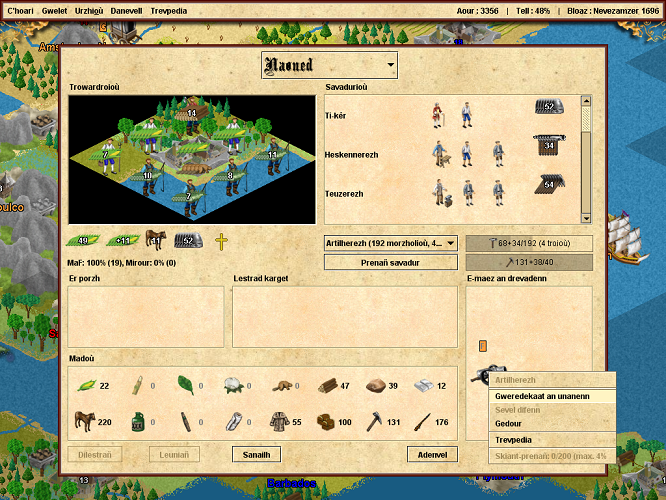 C'hoari Gwelet Urzhigù Danevell Trevpedia Aour : 3356 | Tell : 48% | Bloaz : Nevezamzer 1696
Naoned
Trowardroioù Savadurioù
14
7 11
10 8
7
Ti-kêr 52
Heskennerezh 34
Teuzerezh 54
49 +11 11 52
Artilherezh (192 morzholioù, 4... 68+34/192 (4 troioù)
Mat: 100% (19), Mirour: 0% (0) Prenañ savadur 131+38/40
Er porzh Lestrad karget E-maez an drevadenn
Madoù
22 0 0 0 0 47 39 12
220 0 0 0 55 100 131 176
Artilherezh
Gweredekaat an unanenn
Sevel difenn
Gedour
Trevpedia
Skiant-prenañ: 0/200 (max. 4%
Dilestrañ Leuniañ Sanailh Adenvel
13
Barbados